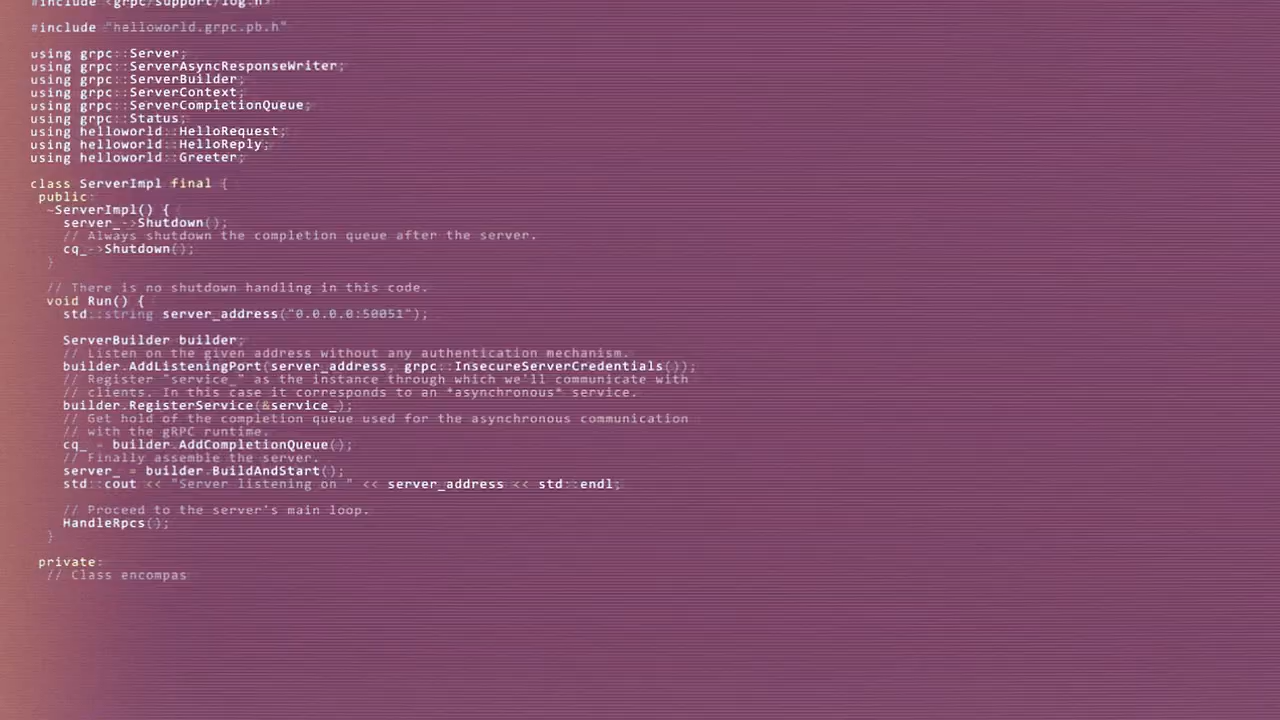 #include <grpc/support/log.h>
#include "helloworld.grpc.pb.h"
using grpc::Server;
using grpc::ServerAsyncResponseWriter;
using grpc::ServerBuilder;
using grpc::ServerContext;
using grpc::ServerCompletionQueue;
using grpc::Status;
using helloworld::HelloRequest;
using helloworld::HelloReply;
using helloworld::Greeter;
class ServerImpl final {
public:
~ServerImpl() {
server_->Shutdown();
// Always shutdown the completion queue after the server.
cq_->Shutdown();
}
// There is no shutdown handling in this code.
void Run() {
std::string server_address("0.0.0.0:50051");
ServerBuilder builder;
// Listen on the given address without any authentication mechanism.
builder.AddListeningPort(server_address, grpc::InsecureServerCredentials());
// Register "service_" as the instance through which we'll communicate with
// clients. In this case it corresponds to an *asynchronous* service.
builder.RegisterService(&service_);
// Get hold of the completion queue used for the asynchronous communication
// with the gRPC runtime.
cq_ = builder.AddCompletionQueue();
// Finally assemble the server.
server_ = builder.BuildAndStart();
std::cout << "Server listening on " << server_address << std::endl;
// Proceed to the server's main loop.
HandleRpcs();
}
private:
// Class encompas